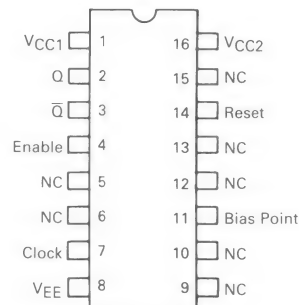 VCC1 1 16 VCC2
Q 2 15 NC
Q̅ 3 14 Reset
Enable 4 13 NC
NC 5 12 NC
NC 6 11 Bias Point
Clock 7 10 NC
VEE 8 9 NC